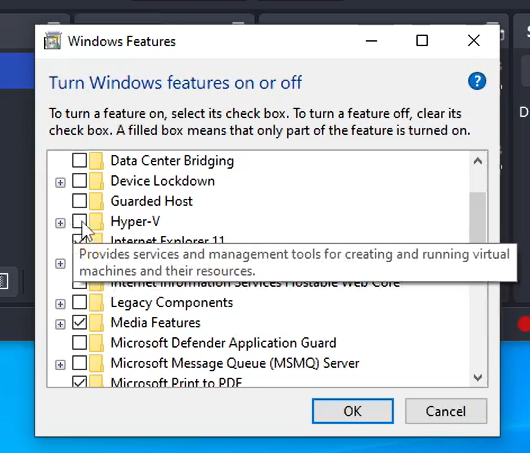 Windows Features
Turn Windows features on or off
To turn a feature on, select its check box. To turn a feature off, clear its
check box. A filled box means that only part of the feature is turned on.
Data Center Bridging
Device Lockdown
Guarded Host
Hyper-V
Internet Explorer 11
Provides services and management tools for creating and running virtual
machines and their resources.
Internet Information Services Hostable Web Core
Legacy Components
Media Features
Microsoft Defender Application Guard
Microsoft Message Queue (MSMQ) Server
Microsoft Print to PDF
OK
Cancel